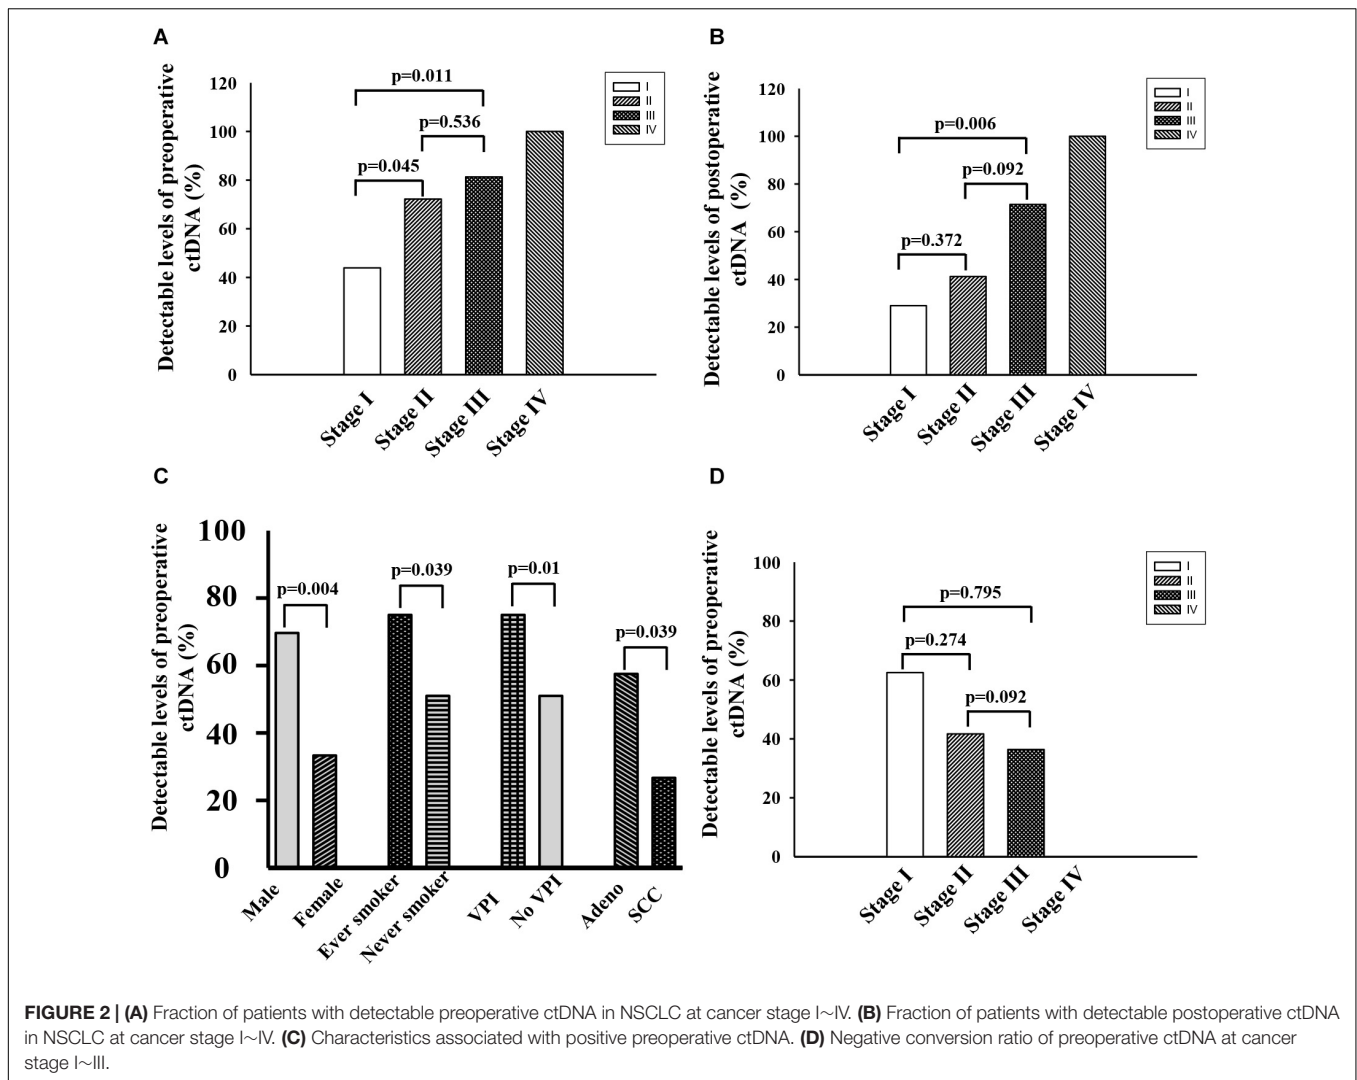 A
Detectable levels of preoperative
ctDNA (%)
120
100
80
60
40
20
0
p=0.011
p=0.536
p=0.045
I
II
III
IV
Stage I
Stage II
Stage III
Stage IV
B
Detectable levels of postoperative
ctDNA (%)
120
100
80
60
40
20
0
p=0.006
p=0.092
p=0.372
I
II
III
IV
Stage I
Stage II
Stage III
Stage IV
C
Detectable levels of preoperative
ctDNA (%)
100
80
60
40
20
0
p=0.004
p=0.039
p=0.01
p=0.039
Male
Female
Ever smoker
Never smoker
VPI
No VPI
Adeno
SCC
D
Detectable levels of preoperative
ctDNA (%)
100
80
60
40
20
0
p=0.795
p=0.274
p=0.092
I
II
III
IV
Stage I
Stage II
Stage III
Stage IV
FIGURE 2 | (A) Fraction of patients with detectable preoperative ctDNA in NSCLC at cancer stage I~IV. (B) Fraction of patients with detectable postoperative ctDNA
in NSCLC at cancer stage I~IV. (C) Characteristics associated with positive preoperative ctDNA. (D) Negative conversion ratio of preoperative ctDNA at cancer
stage I~III.